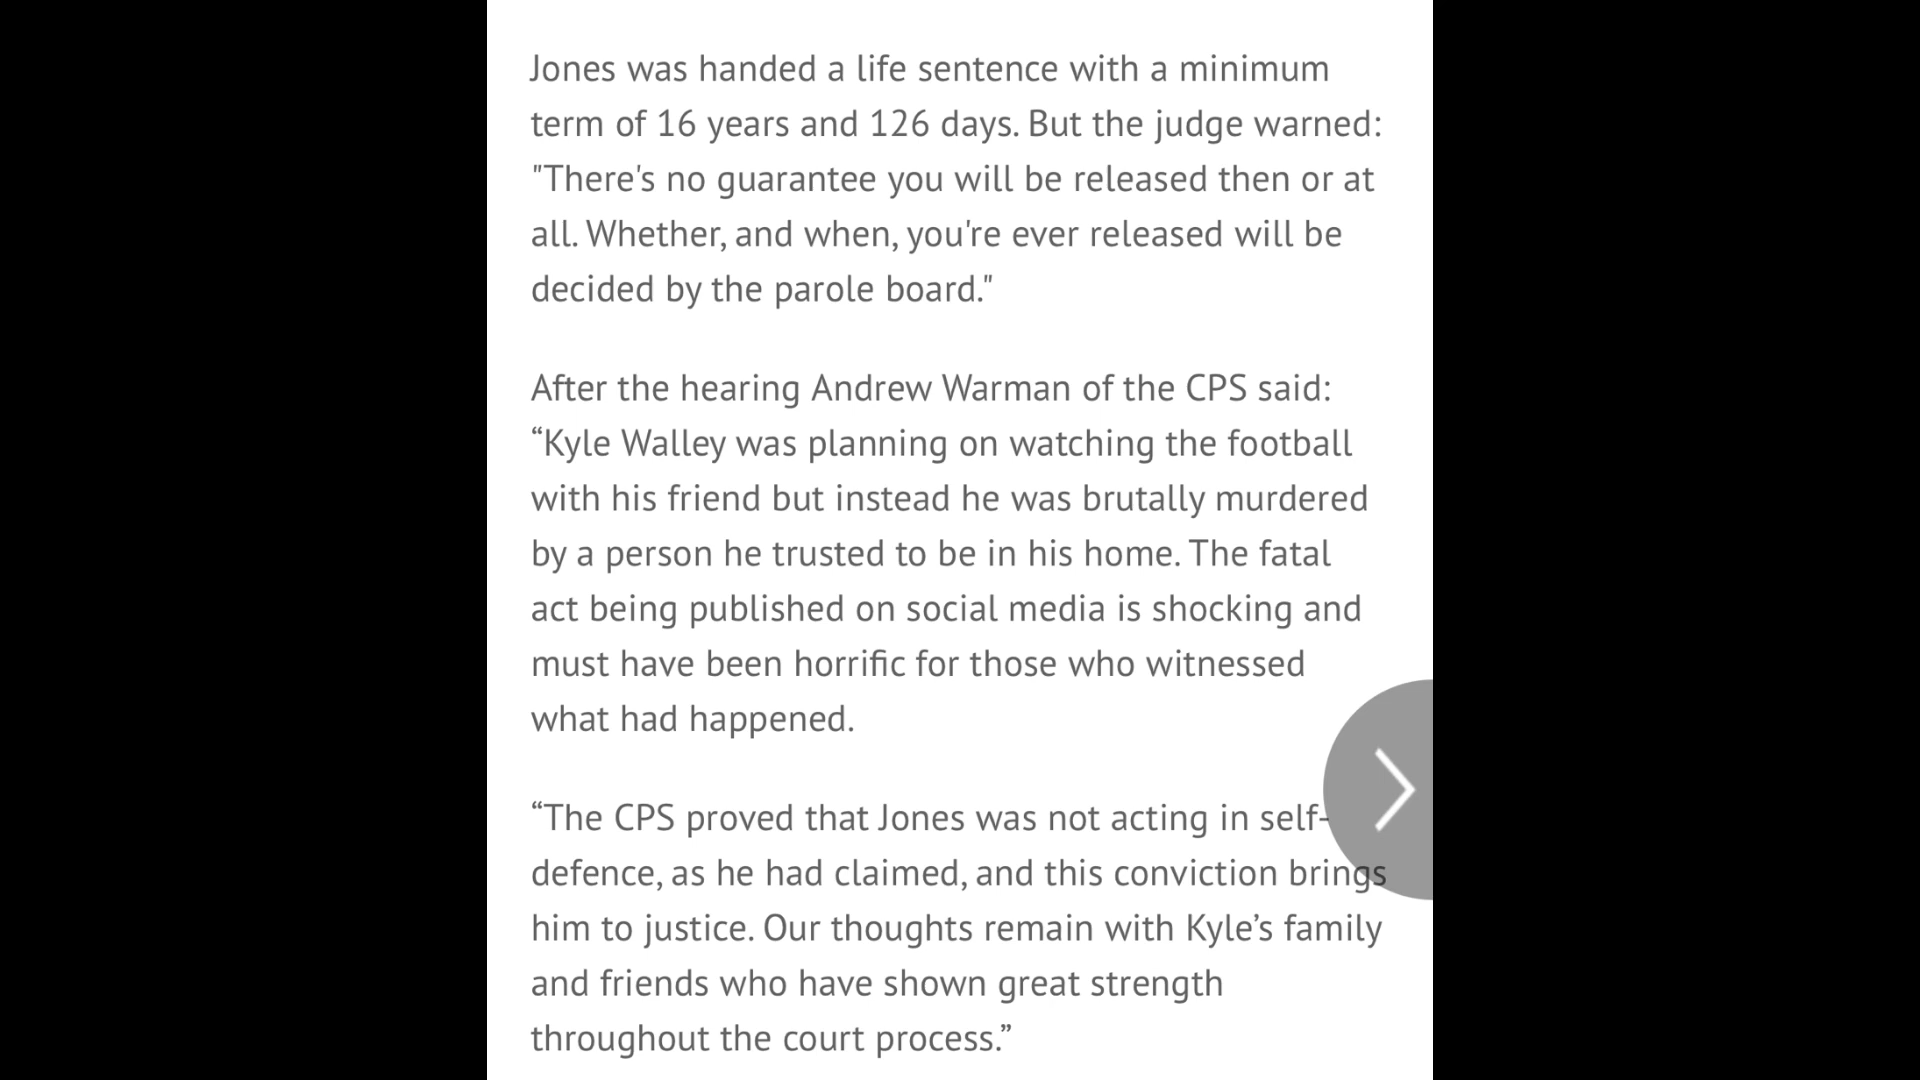 Jones was handed a life sentence with a minimum
term of 16 years and 126 days. But the judge warned:
"There's no guarantee you will be released then or at
all. Whether, and when, you're ever released will be
decided by the parole board."
After the hearing Andrew Warman of the CPS said:
“Kyle Walley was planning on watching the football
with his friend but instead he was brutally murdered
by a person he trusted to be in his home. The fatal
act being published on social media is shocking and
must have been horrific for those who witnessed
what had happened.
“The CPS proved that Jones was not acting in self-
defence, as he had claimed, and this conviction brings
him to justice. Our thoughts remain with Kyle’s family
and friends who have shown great strength
throughout the court process.”